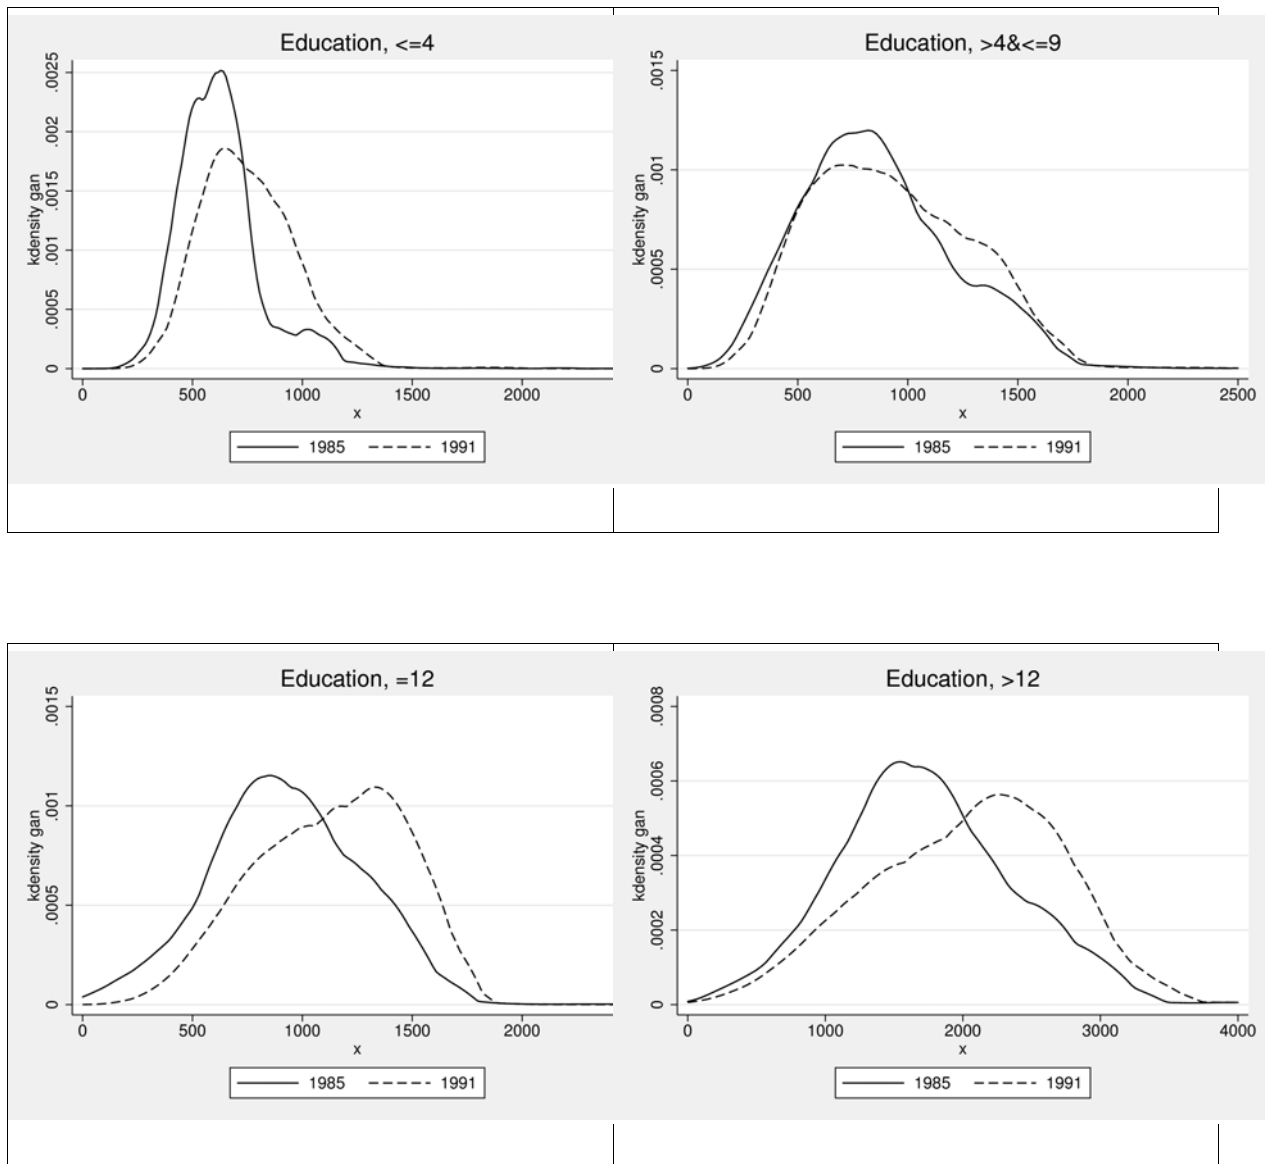 Education, <=4
kdensity gan
0 .0005 .001 .0015 .002 .0025
0 500 1000 1500 2000
x
1985 1991
Education, >4&<=9
kdensity gan
0 .0005 .001 .0015
0 500 1000 1500 2000 2500
x
1985 1991
Education, =12
kdensity gan
0 .0005 .001 .0015
0 500 1000 1500 2000
x
1985 1991
Education, >12
kdensity gan
0 .0002 .0004 .0006 .0008
0 1000 2000 3000 4000
x
1985 1991